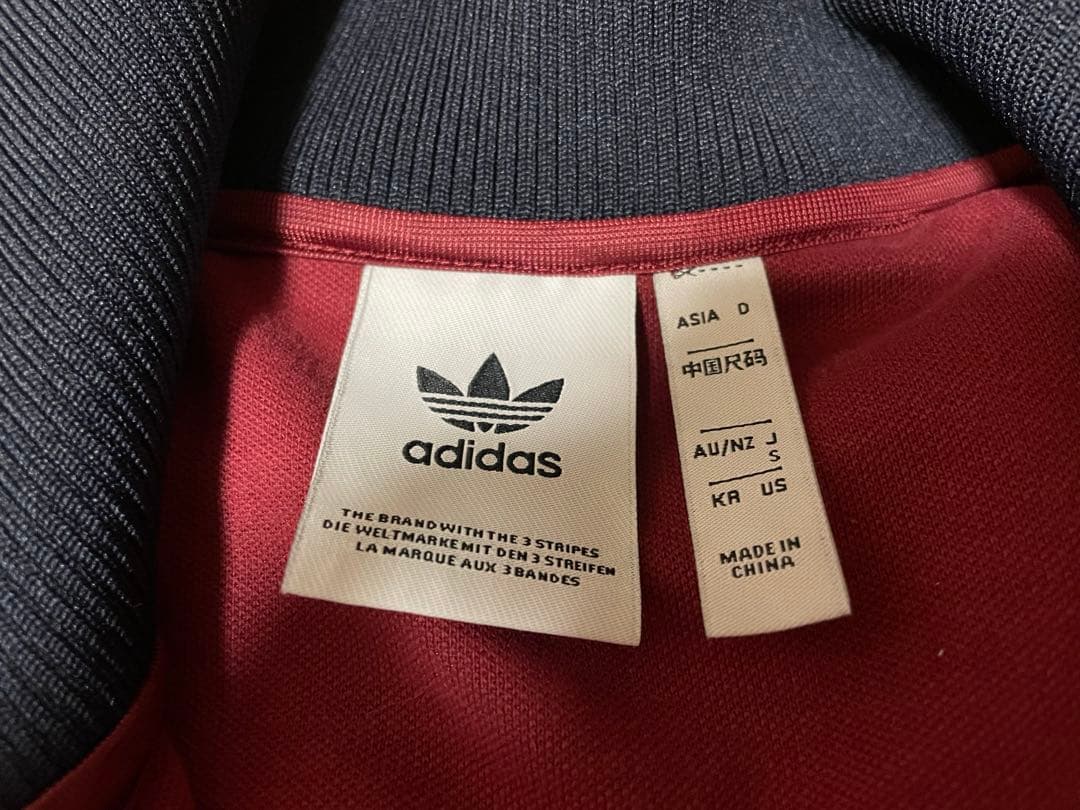 adidas
THE BRAND WITH THE 3 STRIPES
DIE WELTMARKE MIT DEN 3 STREIFEN
LA MARQUE AUX 3 BANDES
ASIA D
中国尺码
AU/NZ J
S
KR US
MADE IN
CHINA